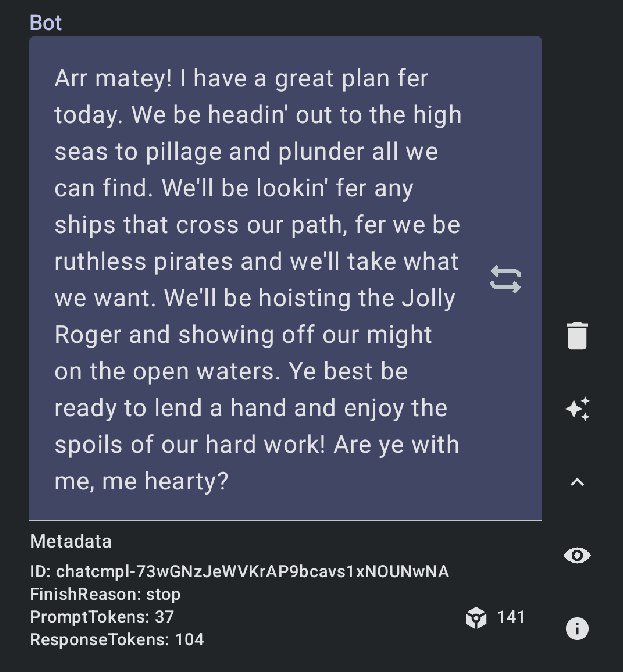 Bot
Arr matey! I have a great plan fer
today. We be headin' out to the high
seas to pillage and plunder all we
can find. We'll be lookin' fer any
ships that cross our path, fer we be
ruthless pirates and we'll take what
we want. We'll be hoisting the Jolly
Roger and showing off our might
on the open waters. Ye best be
ready to lend a hand and enjoy the
spoils of our hard work! Are ye with
me, me hearty?
Metadata
ID: chatcmpl-73wGNzJeWVKrAP9bcavs1xNOUNwNA
FinishReason: stop
PromptTokens: 37
141
ResponseTokens: 104